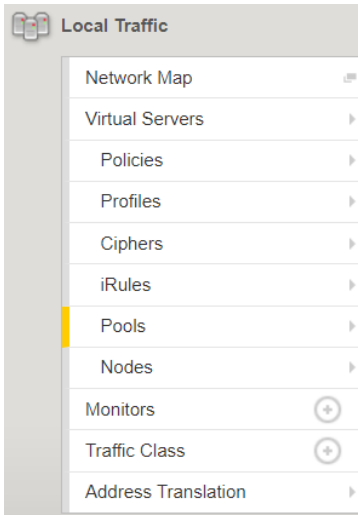 Local Traffic
Network Map
Virtual Servers
Policies
Profiles
Ciphers
iRules
Pools
Nodes
Monitors
Traffic Class
Address Translation